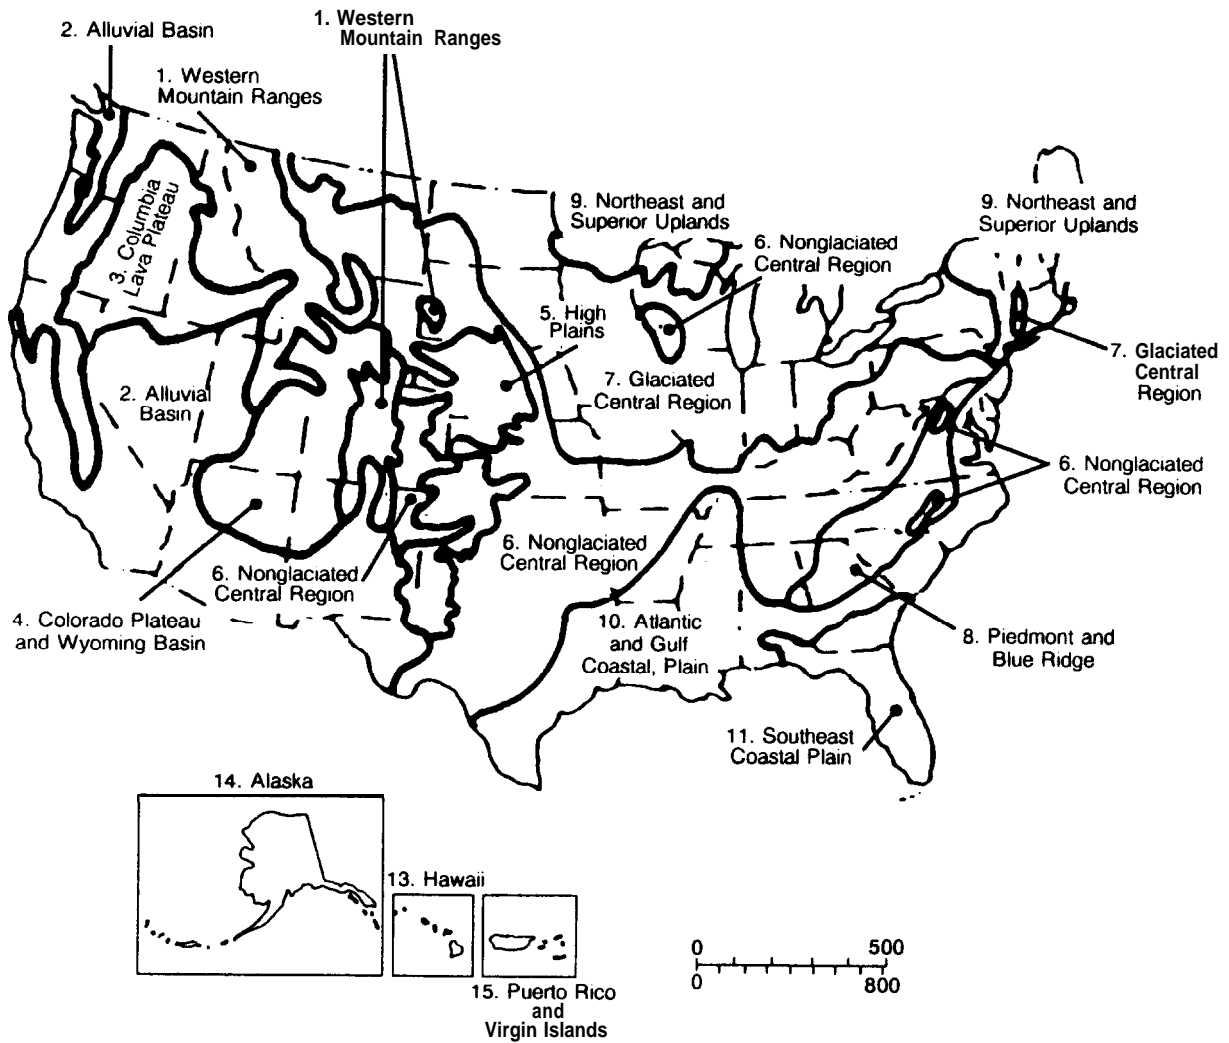 1. Western
Mountain Ranges
2. Alluvial Basin
1. Western
Mountain Ranges
3. Columbia
Lava Plateau
9. Northeast and
Superior Uplands
9. Northeast and
Superior Uplands
6. Nonglaciated
Central Region
5. High
Plains
7. Glaciated
Central
Region
2. Alluvial
Basin
7. Glaciated
Central Region
6. Nonglaciated
Central Region
6. Nonglaciated
Central Region
6. Nonglaciated
Central Region
4. Colorado Plateau
and Wyoming Basin
10. Atlantic
and Gulf
Coastal, Plain
8. Piedmont and
Blue Ridge
11. Southeast
Coastal Plain
14. Alaska
13. Hawaii
15. Puerto Rico
and
Virgin Islands
0 500
0 800